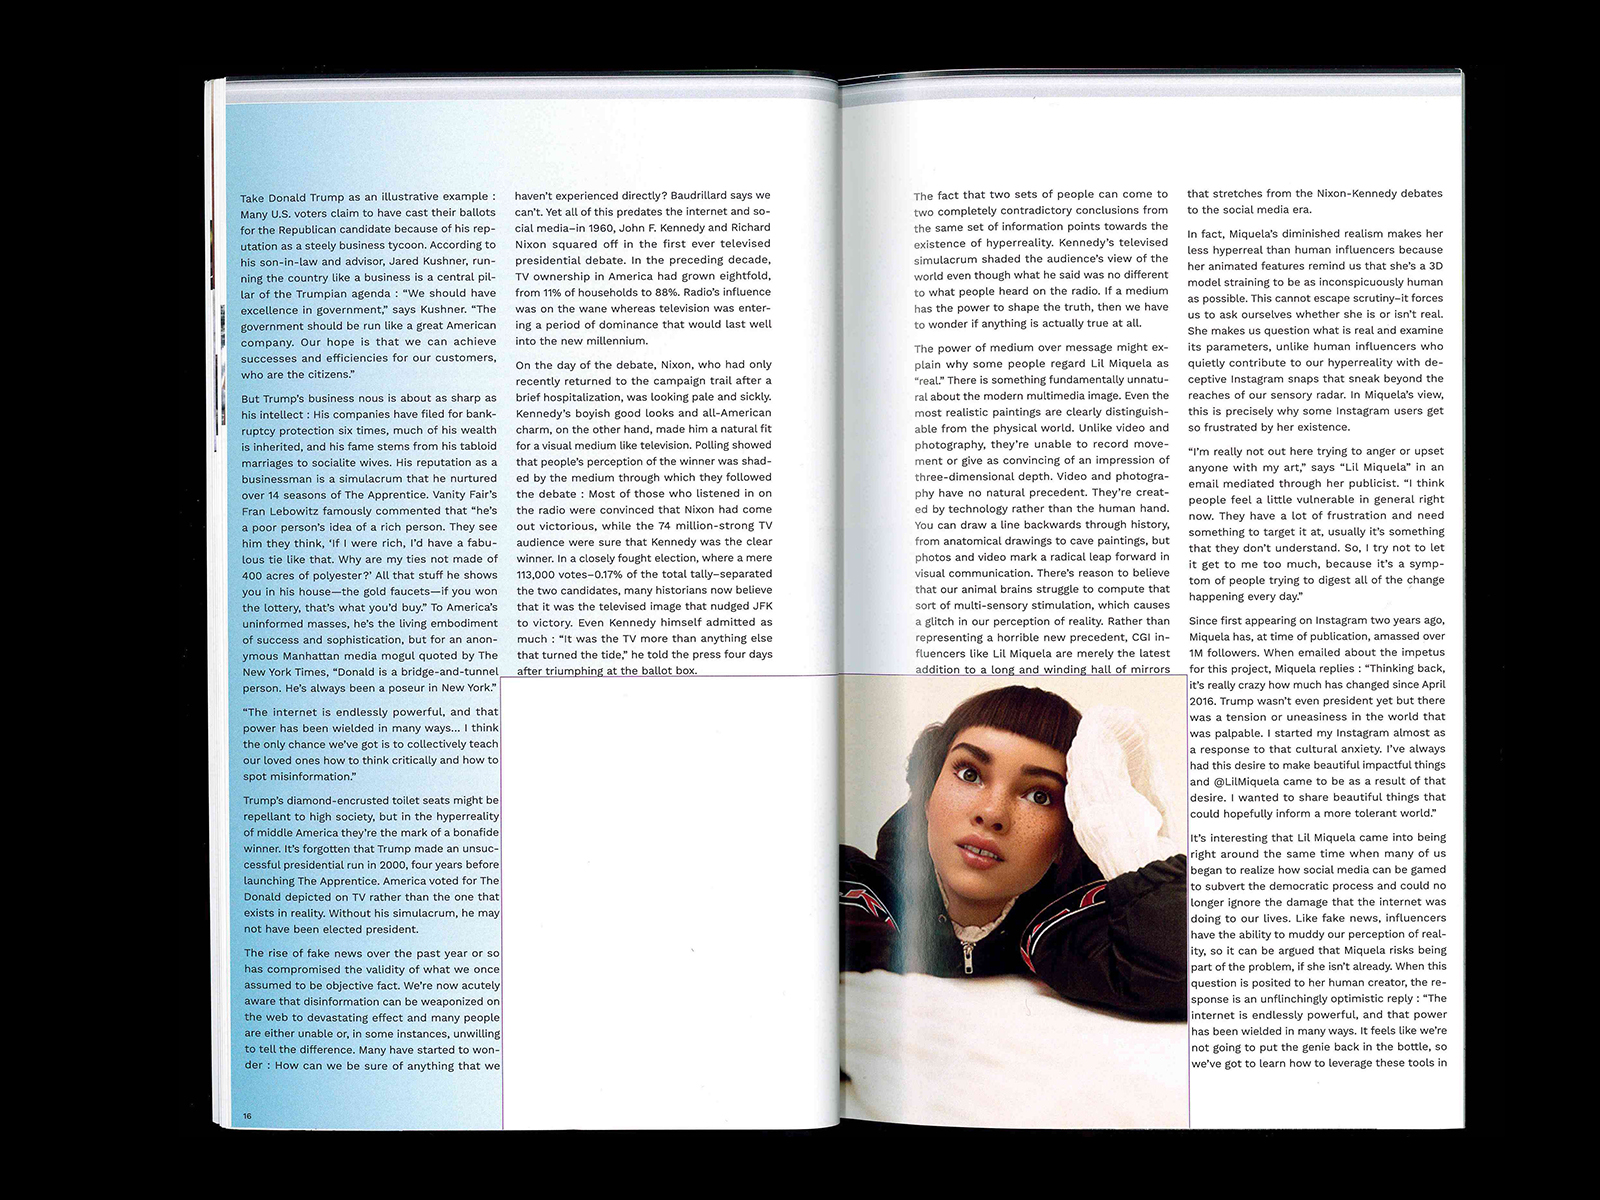 Take Donald Trump as an illustrative example :
Many U.S. voters claim to have cast their ballots
for the Republican candidate because of his rep-
utation as a steely business tycoon. According to
his son-in-law and advisor, Jared Kushner, run-
ning the country like a business is a central pil-
lar of the Trumpian agenda : “We should have
excellence in government,” says Kushner. “The
government should be run like a great American
company. Our hope is that we can achieve
successes and efficiencies for our customers,
who are the citizens.”
But Trump’s business nous is about as sharp as
his intellect : His companies have filed for bank-
ruptcy protection six times, much of his wealth
is inherited, and his fame stems from his tabloid
marriages to socialite wives. His reputation as a
businessman is a simulacrum that he nurtured
over 14 seasons of The Apprentice. Vanity Fair’s
Fran Lebowitz famously commented that “he’s
a poor person’s idea of a rich person. They see
him they think, ‘If I were rich, I’d have a fabu-
lous tie like that. Why are my ties not made of
400 acres of polyester?’ All that stuff he shows
you in his house—the gold faucets—if you won
the lottery, that’s what you’d buy.” To America’s
uninformed masses, he’s the living embodiment
of success and sophistication, but for an anon-
ymous Manhattan media mogul quoted by The
New York Times, “Donald is a bridge-and-tunnel
person. He’s always been a poseur in New York.”
“The internet is endlessly powerful, and that
power has been wielded in many ways... I think
the only chance we’ve got is to collectively teach
our loved ones how to think critically and how to
spot misinformation.”
Trump’s diamond-encrusted toilet seats might be
repellant to high society, but in the hyperreality
of middle America they’re the mark of a bonafide
winner. It’s forgotten that Trump made an unsuc-
cessful presidential run in 2000, four years before
launching The Apprentice. America voted for The
Donald depicted on TV rather than the one that
exists in reality. Without his simulacrum, he may
not have been elected president.
The rise of fake news over the past year or so
has compromised the validity of what we once
assumed to be objective fact. We’re now acutely
aware that disinformation can be weaponized on
the web to devastating effect and many people
are either unable or, in some instances, unwilling
to tell the difference. Many have started to won-
der : How can we be sure of anything that we
16
haven’t experienced directly? Baudrillard says we
can’t. Yet all of this predates the internet and so-
cial media–in 1960, John F. Kennedy and Richard
Nixon squared off in the first ever televised
presidential debate. In the preceding decade,
TV ownership in America had grown eightfold,
from 11% of households to 88%. Radio’s influence
was on the wane whereas television was enter-
ing a period of dominance that would last well
into the new millennium.
On the day of the debate, Nixon, who had only
recently returned to the campaign trail after a
brief hospitalization, was looking pale and sickly.
Kennedy’s boyish good looks and all-American
charm, on the other hand, made him a natural fit
for a visual medium like television. Polling showed
that people’s perception of the winner was shad-
ed by the medium through which they followed
the debate : Most of those who listened in on
the radio were convinced that Nixon had come
out victorious, while the 74 million-strong TV
audience were sure that Kennedy was the clear
winner. In a closely fought election, where a mere
113,000 votes–0.17% of the total tally–separated
the two candidates, many historians now believe
that it was the televised image that nudged JFK
to victory. Even Kennedy himself admitted as
much : “It was the TV more than anything else
that turned the tide,” he told the press four days
after triumphing at the ballot box.
The fact that two sets of people can come to
two completely contradictory conclusions from
the same set of information points towards the
existence of hyperreality. Kennedy’s televised
simulacrum shaded the audience’s view of the
world even though what he said was no different
to what people heard on the radio. If a medium
has the power to shape the truth, then we have
to wonder if anything is actually true at all.
The power of medium over message might ex-
plain why some people regard Lil Miquela as
“real.” There is something fundamentally unnatu-
ral about the modern multimedia image. Even the
most realistic paintings are clearly distinguish-
able from the physical world. Unlike video and
photography, they’re unable to record move-
ment or give as convincing of an impression of
three-dimensional depth. Video and photogra-
phy have no natural precedent. They’re creat-
ed by technology rather than the human hand.
You can draw a line backwards through history,
from anatomical drawings to cave paintings, but
photos and video mark a radical leap forward in
visual communication. There’s reason to believe
that our animal brains struggle to compute that
sort of multi-sensory stimulation, which causes
a glitch in our perception of reality. Rather than
representing a horrible new precedent, CGI in-
fluencers like Lil Miquela are merely the latest
addition to a long and winding hall of mirrors
that stretches from the Nixon-Kennedy debates
to the social media era.
In fact, Miquela’s diminished realism makes her
less hyperreal than human influencers because
her animated features remind us that she’s a 3D
model straining to be as inconspicuously human
as possible. This cannot escape scrutiny–it forces
us to ask ourselves whether she is or isn’t real.
She makes us question what is real and examine
its parameters, unlike human influencers who
quietly contribute to our hyperreality with de-
ceptive Instagram snaps that sneak beyond the
reaches of our sensory radar. In Miquela’s view,
this is precisely why some Instagram users get
so frustrated by her existence.
“I’m really not out here trying to anger or upset
anyone with my art,” says “Lil Miquela” in an
email mediated through her publicist. “I think
people feel a little vulnerable in general right
now. They have a lot of frustration and need
something to target it at, usually it’s something
that they don’t understand. So, I try not to let
it get to me too much, because it’s a symp-
tom of people trying to digest all of the change
happening every day.”
Since first appearing on Instagram two years ago,
Miquela has, at time of publication, amassed over
1M followers. When emailed about the impetus
for this project, Miquela replies : “Thinking back,
it’s really crazy how much has changed since April
2016. Trump wasn’t even president yet but there
was a tension or uneasiness in the world that
was palpable. I started my Instagram almost as
a response to that cultural anxiety. I’ve always
had this desire to make beautiful impactful things
and @LilMiquela came to be as a result of that
desire. I wanted to share beautiful things that
could hopefully inform a more tolerant world.”
It’s interesting that Lil Miquela came into being
right around the same time when many of us
began to realize how social media can be gamed
to subvert the democratic process and could no
longer ignore the damage that the internet was
doing to our lives. Like fake news, influencers
have the ability to muddy our perception of real-
ity, so it can be argued that Miquela risks being
part of the problem, if she isn’t already. When this
question is posited to her human creator, the re-
sponse is an unflinchingly optimistic reply : “The
internet is endlessly powerful, and that power
has been wielded in many ways. It feels like we’re
not going to put the genie back in the bottle, so
we’ve got to learn how to leverage these tools in